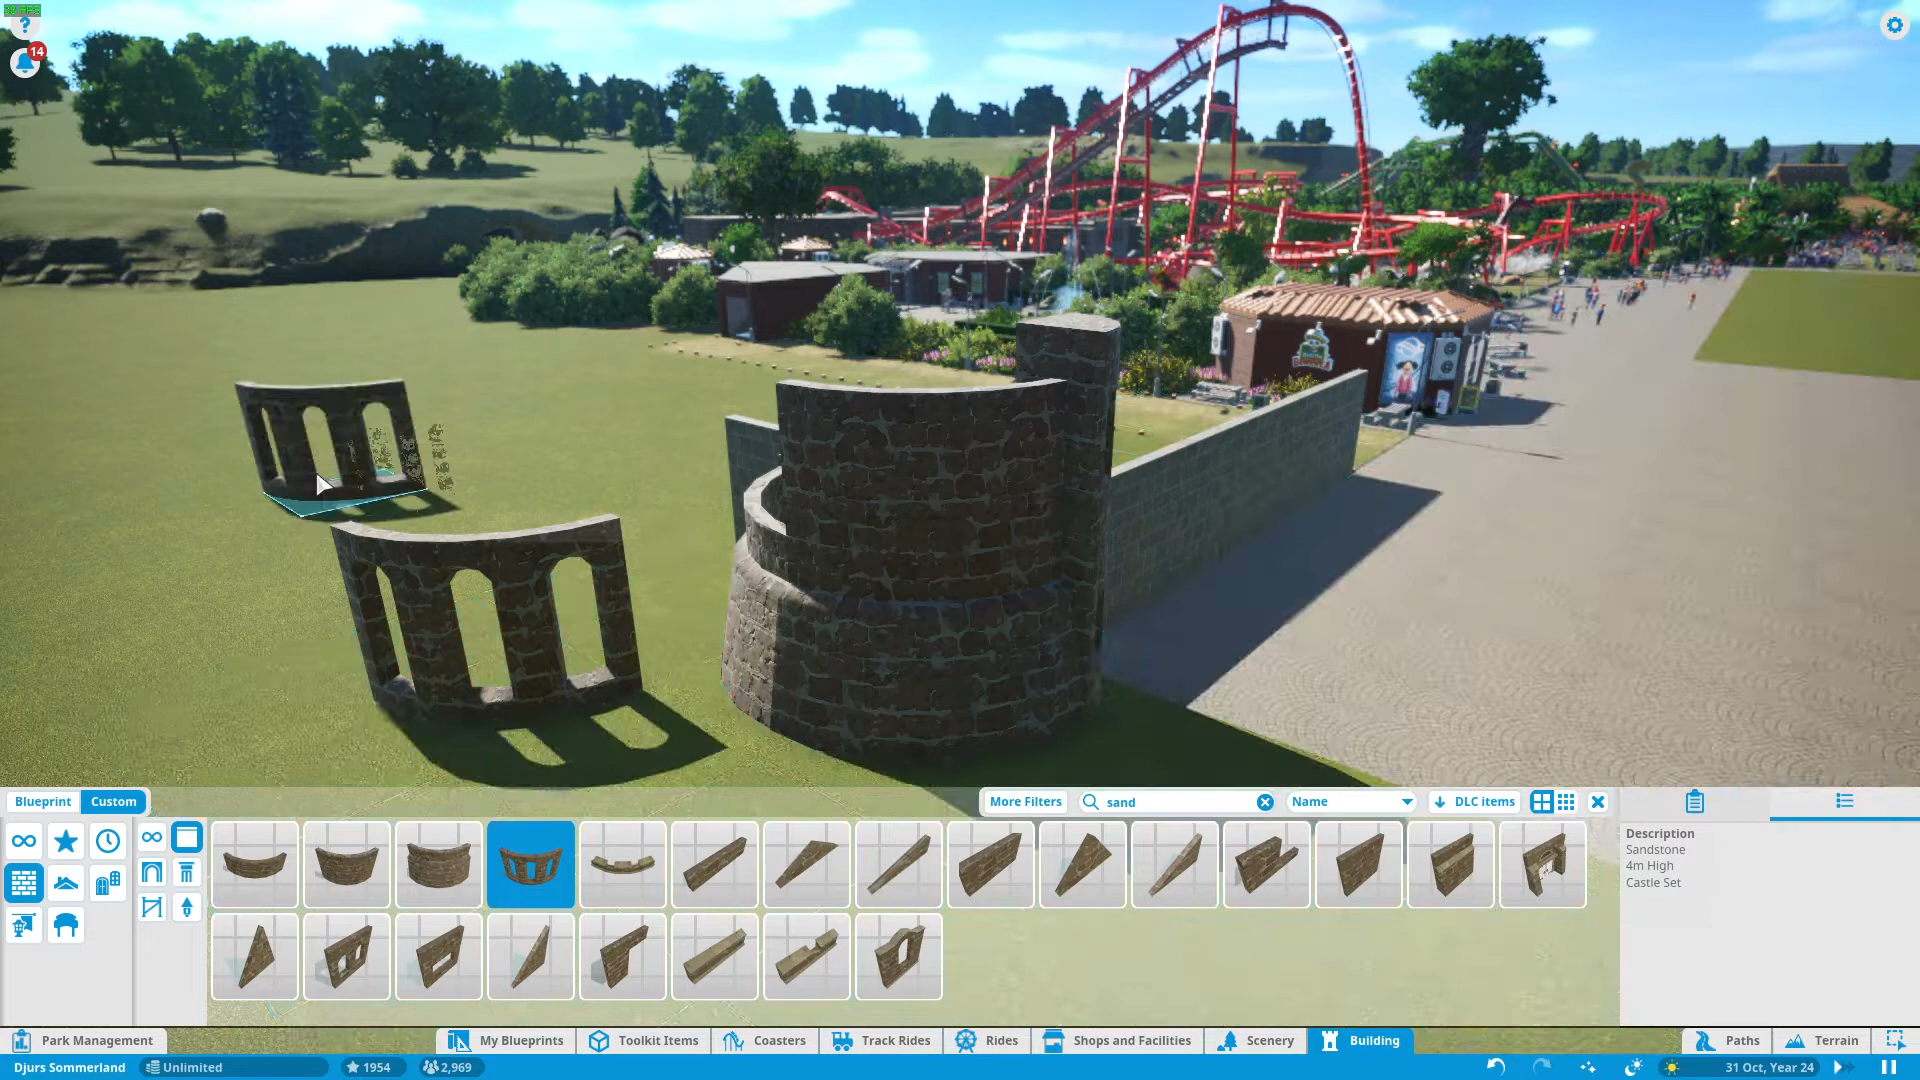 ?
14
Blueprint
Custom
More Filters
sand
Name
DLC items
Description
Sandstone
4m High
Castle Set
Park Management
My Blueprints
Toolkit Items
Coasters
Track Rides
Rides
Shops and Facilities
Scenery
Building
Paths
Terrain
Djurs Sommerland
Unlimited
1954
2,969
31 Oct, Year 24